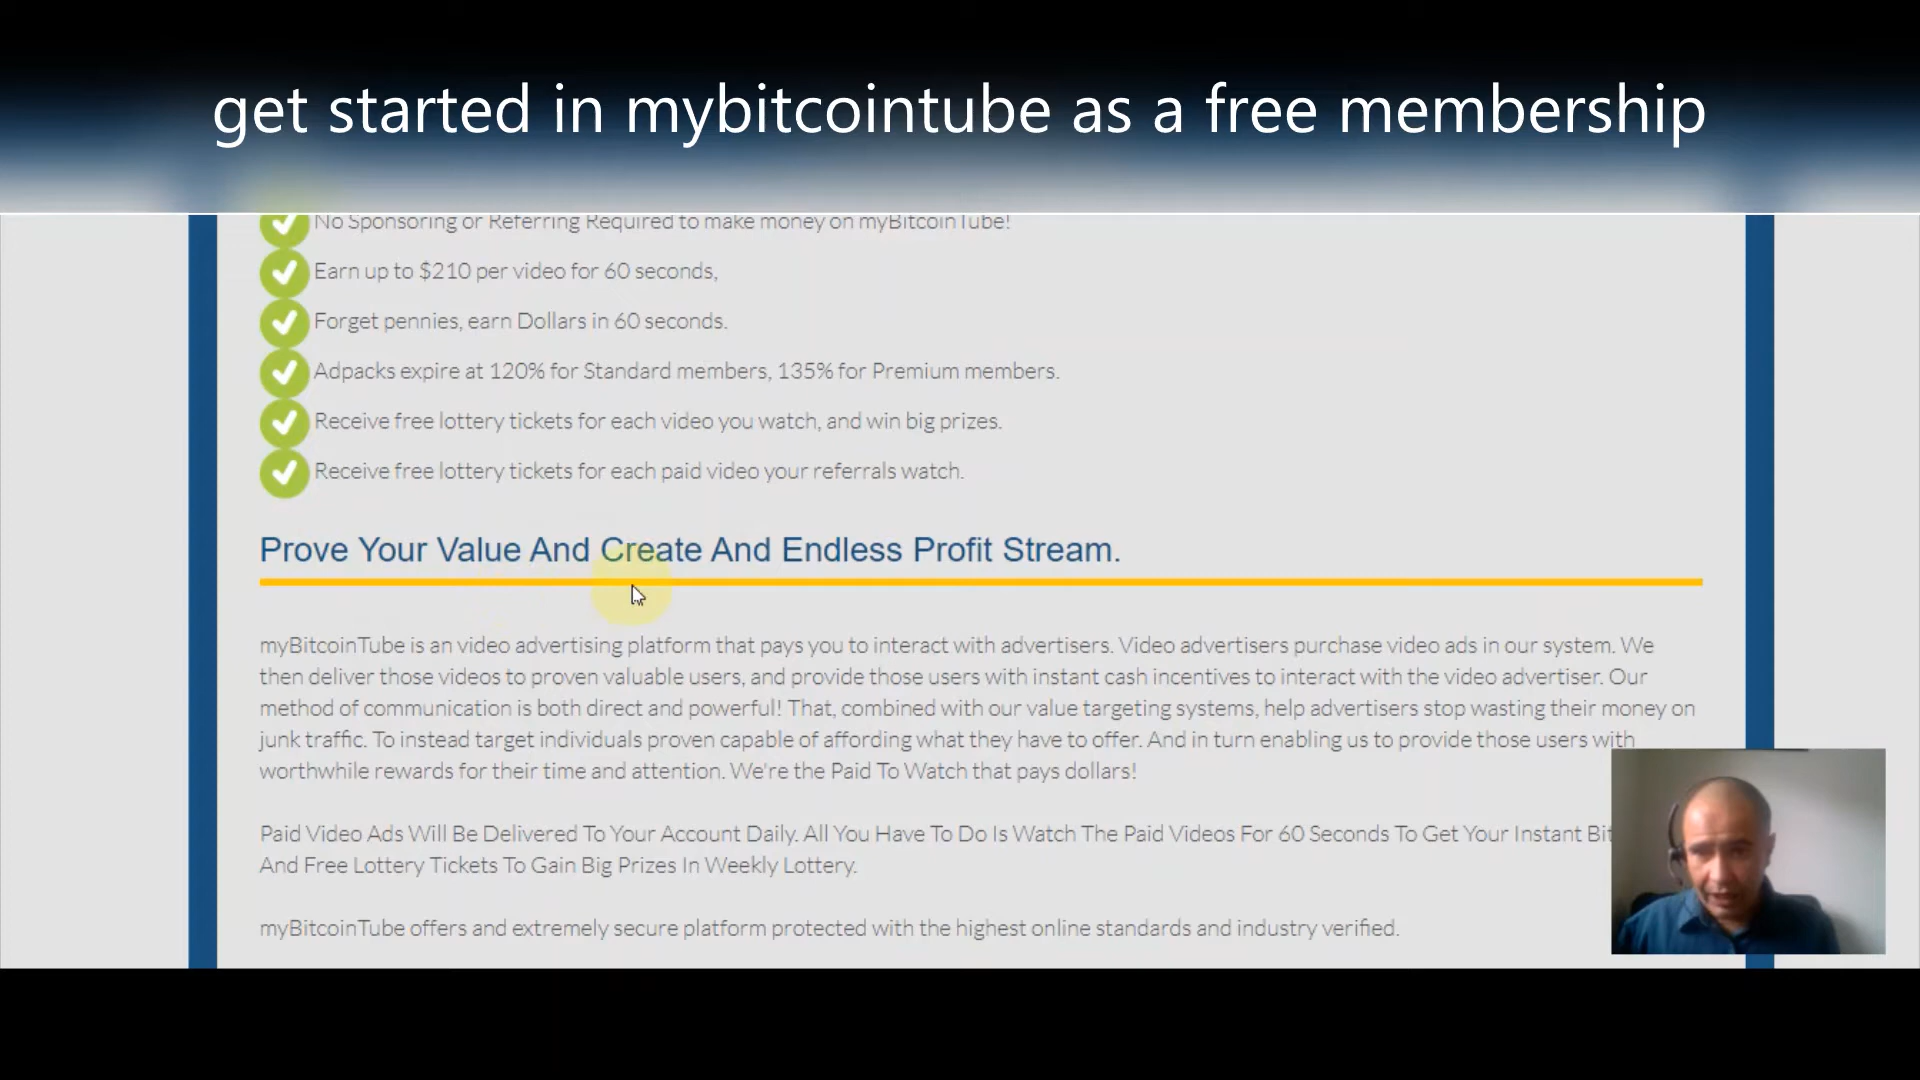 get started in mybitcointube as a free membership
No Sponsoring or Referring Required to make money on myBitcoinTube!
Earn up to $210 per video for 60 seconds,
Forget pennies, earn Dollars in 60 seconds.
Adpacks expire at 120% for Standard members, 135% for Premium members.
Receive free lottery tickets for each video you watch, and win big prizes.
Receive free lottery tickets for each paid video your referrals watch.
Prove Your Value And Create And Endless Profit Stream.
myBitcoinTube is an video advertising platform that pays you to interact with advertisers. Video advertisers purchase video ads in our system. We
then deliver those videos to proven valuable users, and provide those users with instant cash incentives to interact with the video advertiser. Our
method of communication is both direct and powerful! That, combined with our value targeting systems, help advertisers stop wasting their money on
junk traffic. To instead target individuals proven capable of affording what they have to offer. And in turn enabling us to provide those users with
worthwhile rewards for their time and attention. We're the Paid To Watch that pays dollars!
Paid Video Ads Will Be Delivered To Your Account Daily. All You Have To Do Is Watch The Paid Videos For 60 Seconds To Get Your Instant Bit
And Free Lottery Tickets To Gain Big Prizes In Weekly Lottery.
myBitcoinTube offers and extremely secure platform protected with the highest online standards and industry verified.